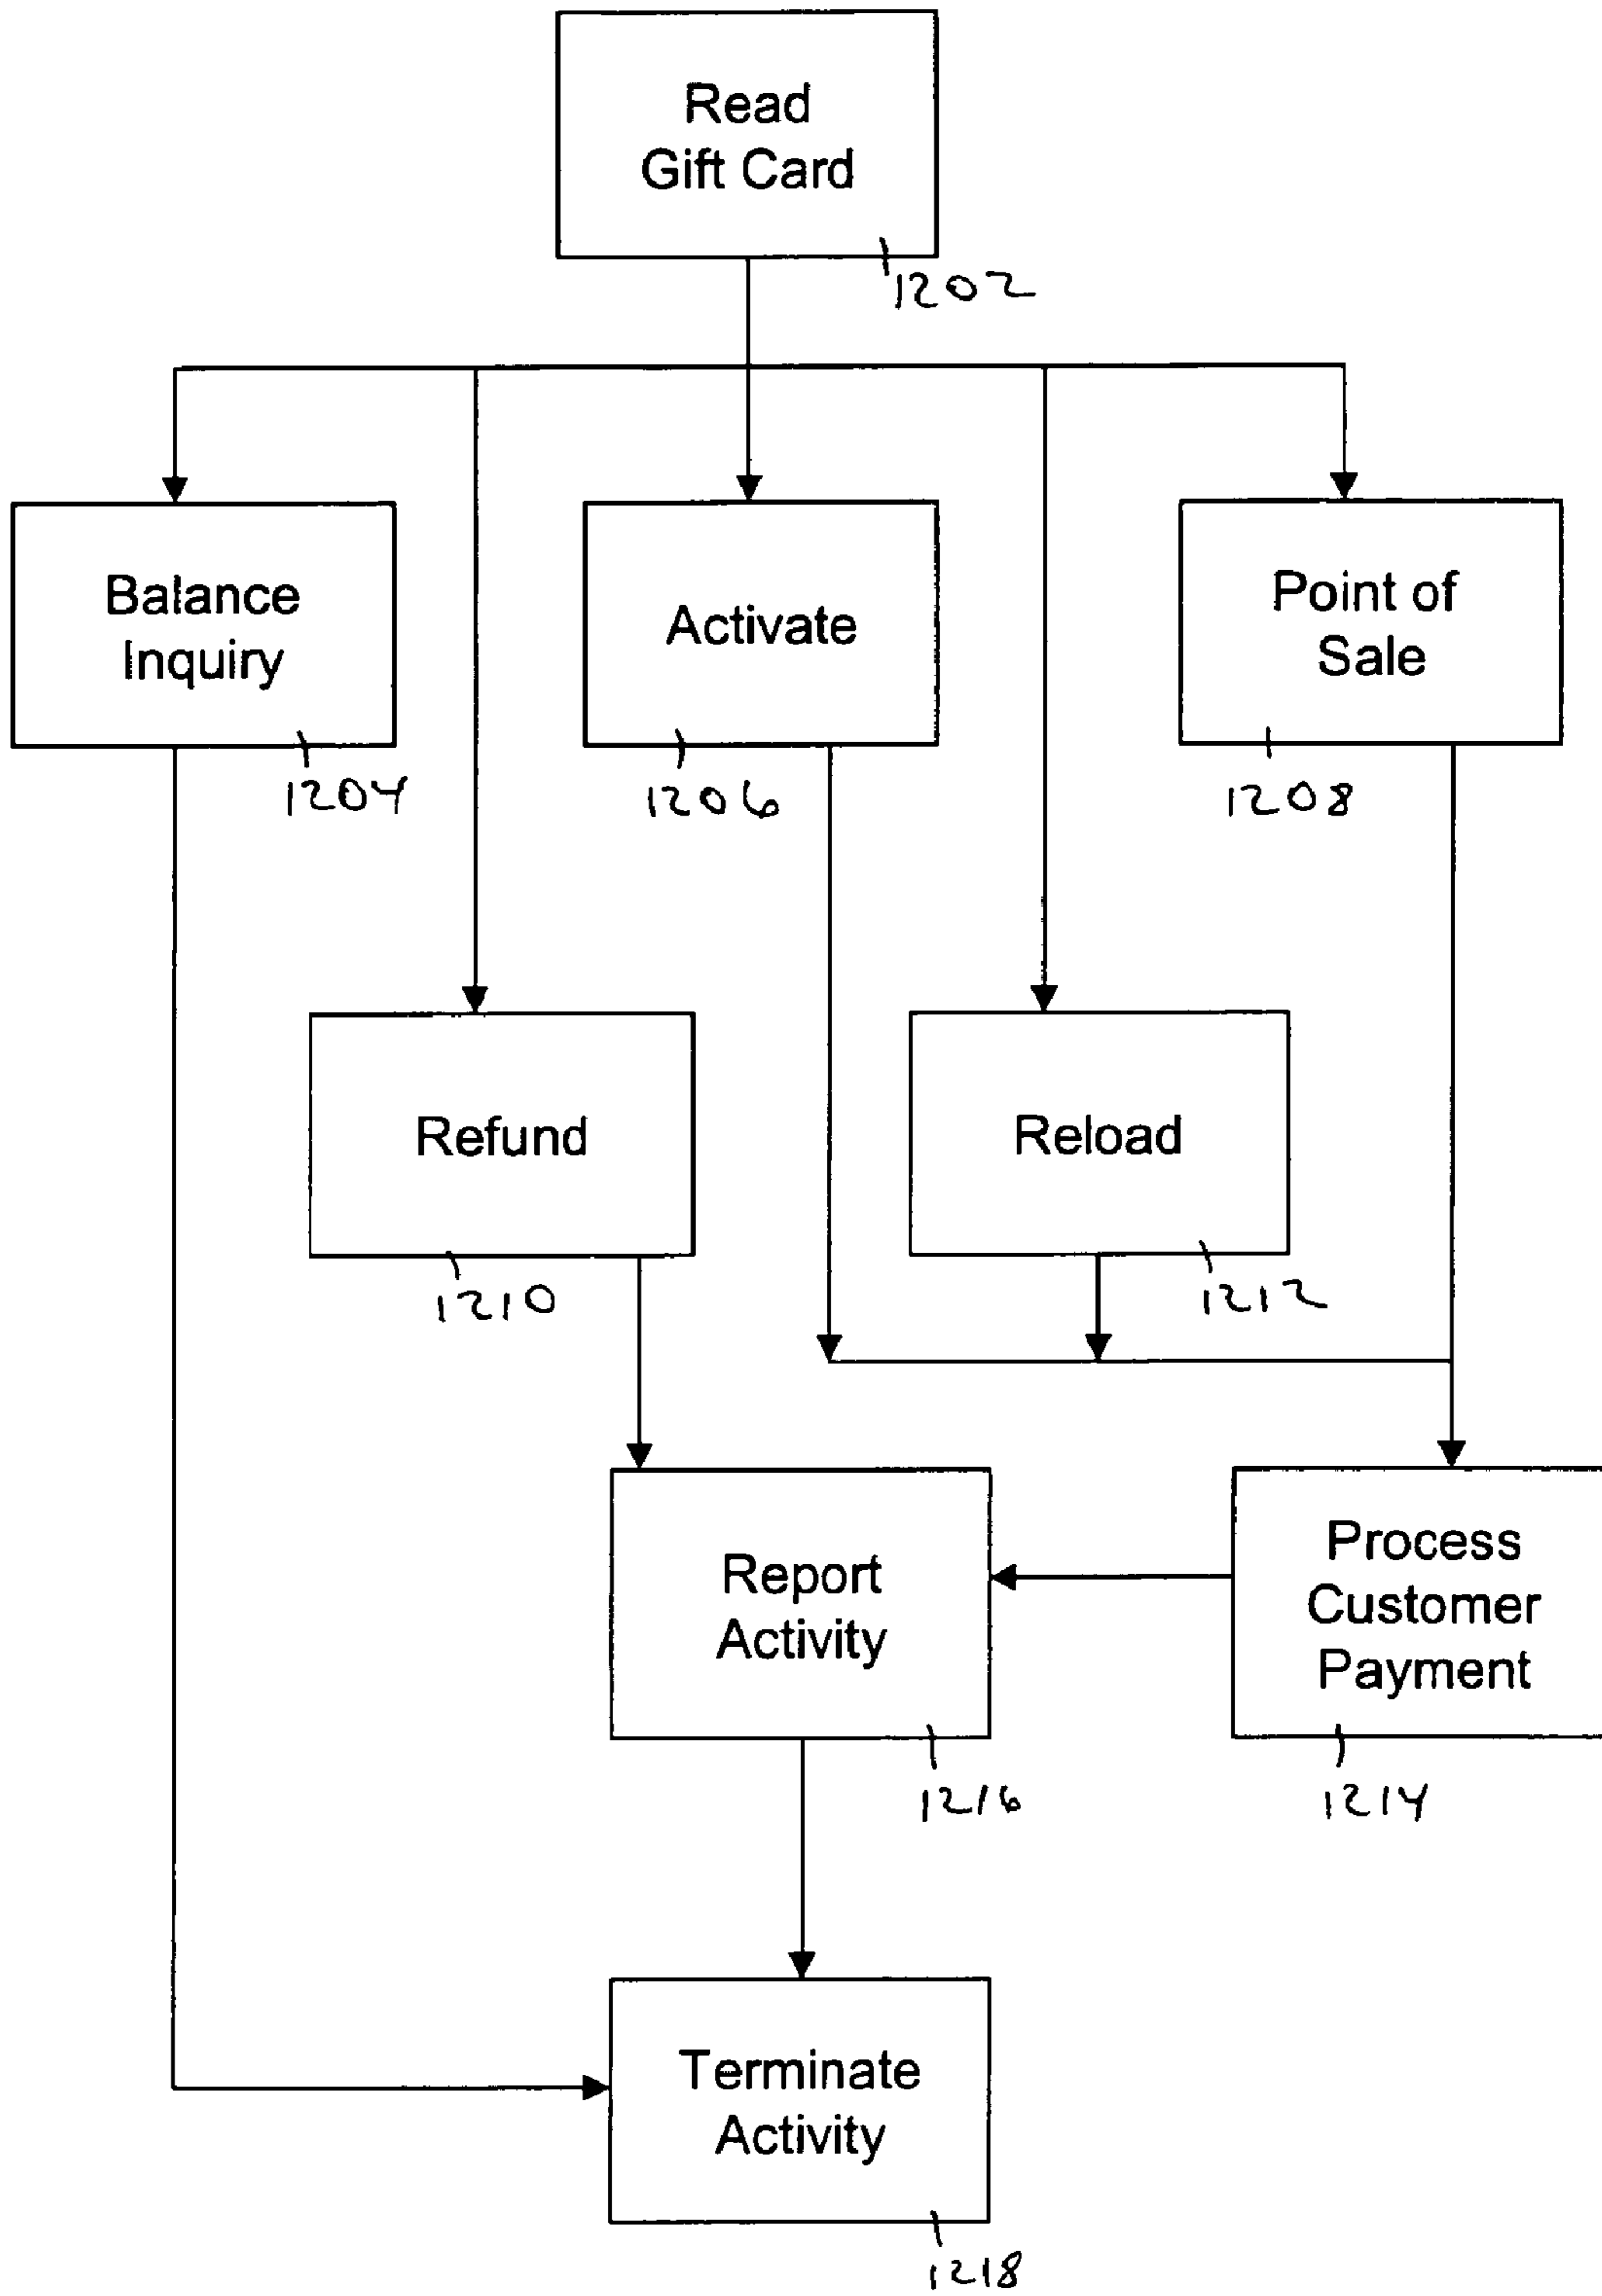 Read
Gift Card
1202
Balance
Inquiry
1204
Activate
1206
Point of
Sale
1208
Refund
1210
Reload
1212
Report
Activity
1216
Process
Customer
Payment
1214
Terminate
Activity
1218